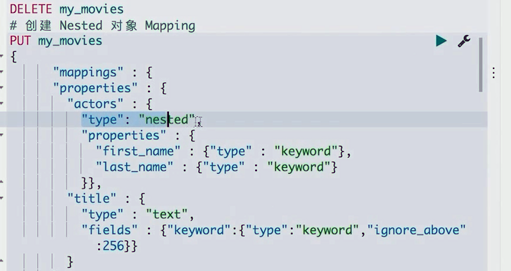 DELETE my_movies
# 创建 Nested 对象 Mapping
PUT my_movies
{
"mappings" : {
"properties" : {
"actors" : {
"type": "nested",
"properties" : {
"first_name" : {"type" : "keyword"},
"last_name" : {"type" : "keyword"}
}},
"title" : {
"type" : "text",
"fields" : {"keyword":{"type":"keyword","ignore_above"
:256}}
}